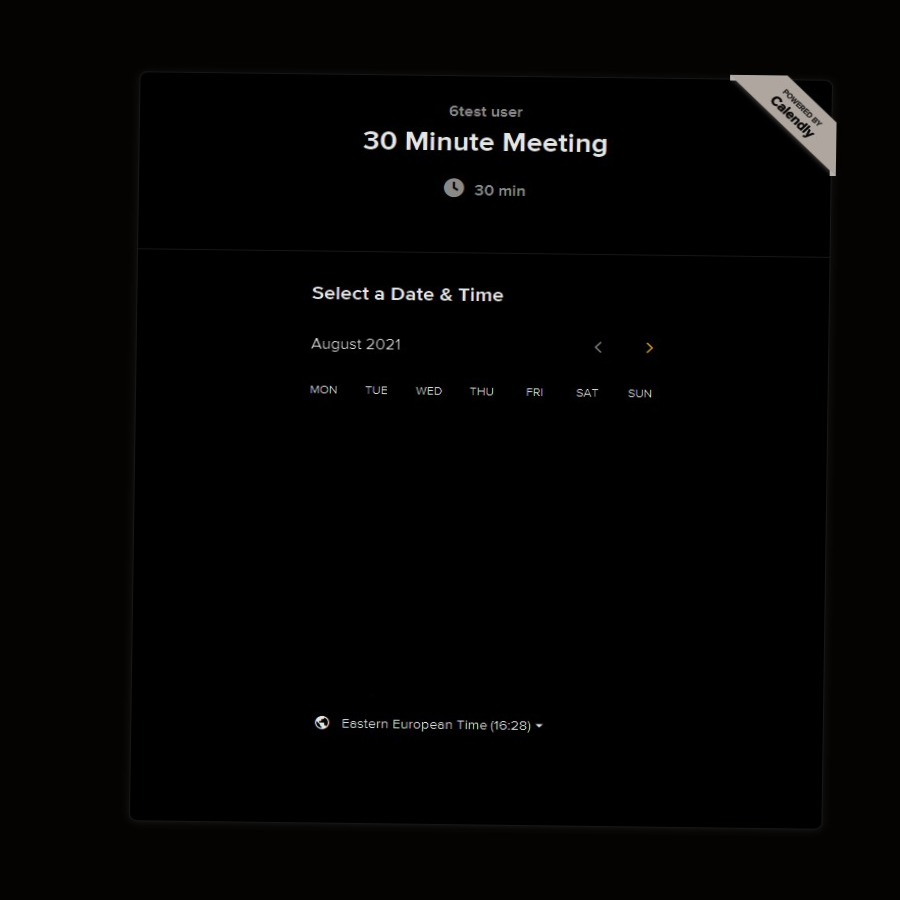 POWERED BY
Calendly
6test user
30 Minute Meeting
30 min
Select a Date & Time
August 2021
MON TUE WED THU FRI SAT SUN
Eastern European Time (16:28)